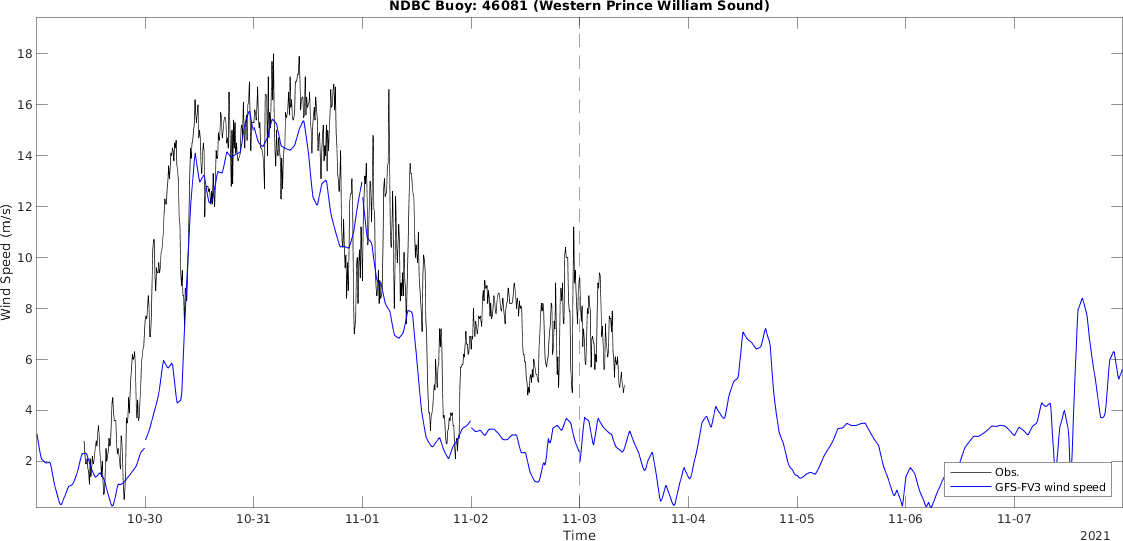 NDBC Buoy: 46081 (Western Prince William Sound)
18
16
14
12
10
8
6
4
2
Wind Speed (m/s)
Obs.
GFS-FV3 wind speed
10-30 10-31 11-01 11-02 11-03 11-04 11-05 11-06 11-07
Time
2021